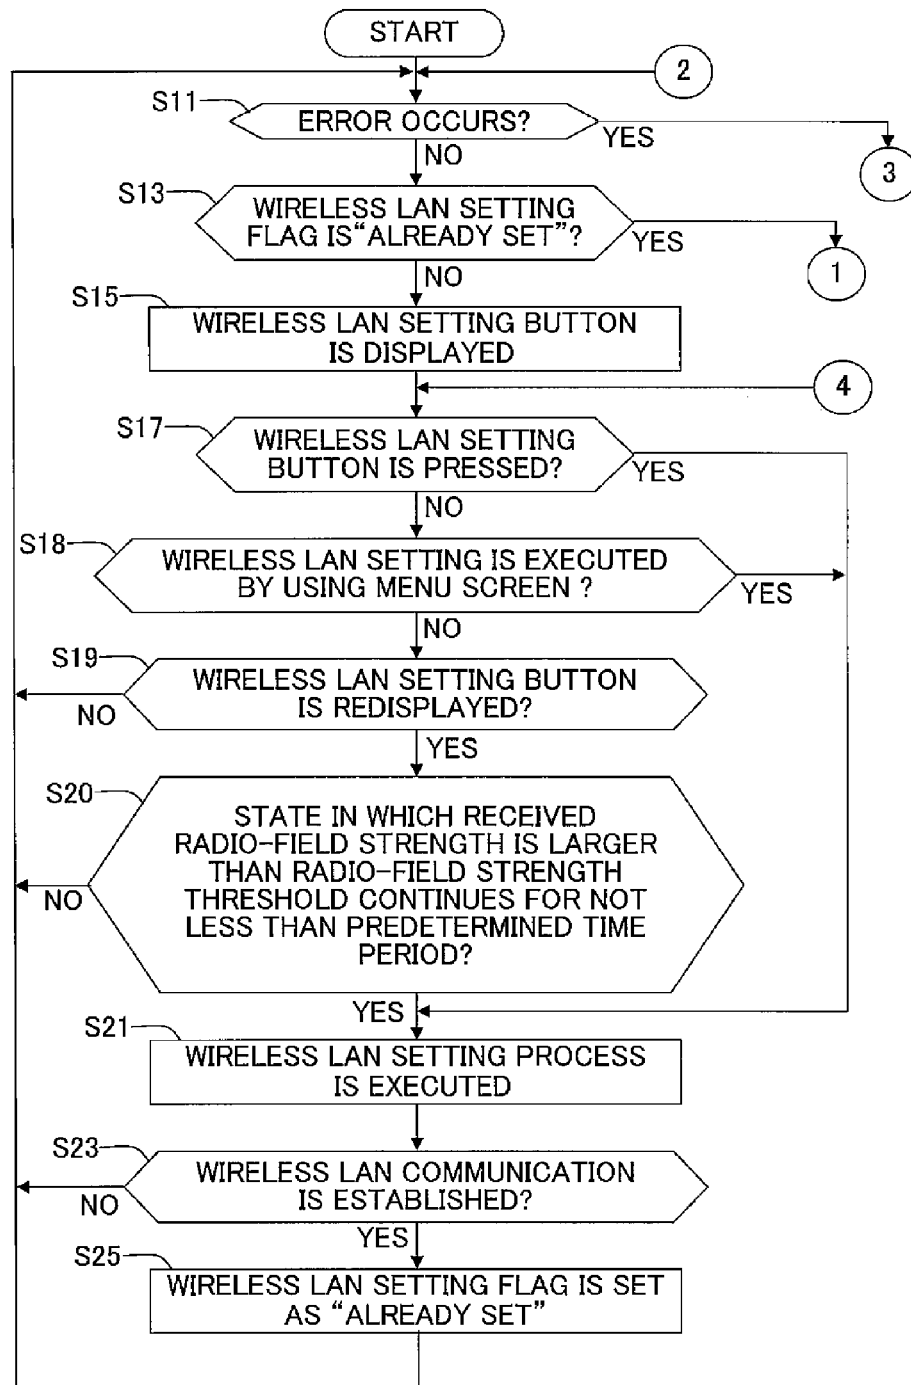 START
2
S11
ERROR OCCURS?
YES
NO
3
S13
WIRELESS LAN SETTING
FLAG IS“ALREADY SET”?
YES
NO
1
S15
WIRELESS LAN SETTING BUTTON
IS DISPLAYED
4
S17
WIRELESS LAN SETTING
BUTTON IS PRESSED?
YES
NO
S18
WIRELESS LAN SETTING IS EXECUTED
BY USING MENU SCREEN ?
YES
NO
S19
WIRELESS LAN SETTING BUTTON
IS REDISPLAYED?
NO
YES
S20
STATE IN WHICH RECEIVED
RADIO-FIELD STRENGTH IS LARGER
THAN RADIO-FIELD STRENGTH
THRESHOLD CONTINUES FOR NOT
LESS THAN PREDETERMINED TIME
PERIOD?
NO
YES
S21
WIRELESS LAN SETTING PROCESS
IS EXECUTED
S23
WIRELESS LAN COMMUNICATION
IS ESTABLISHED?
NO
YES
S25
WIRELESS LAN SETTING FLAG IS SET
AS “ALREADY SET”